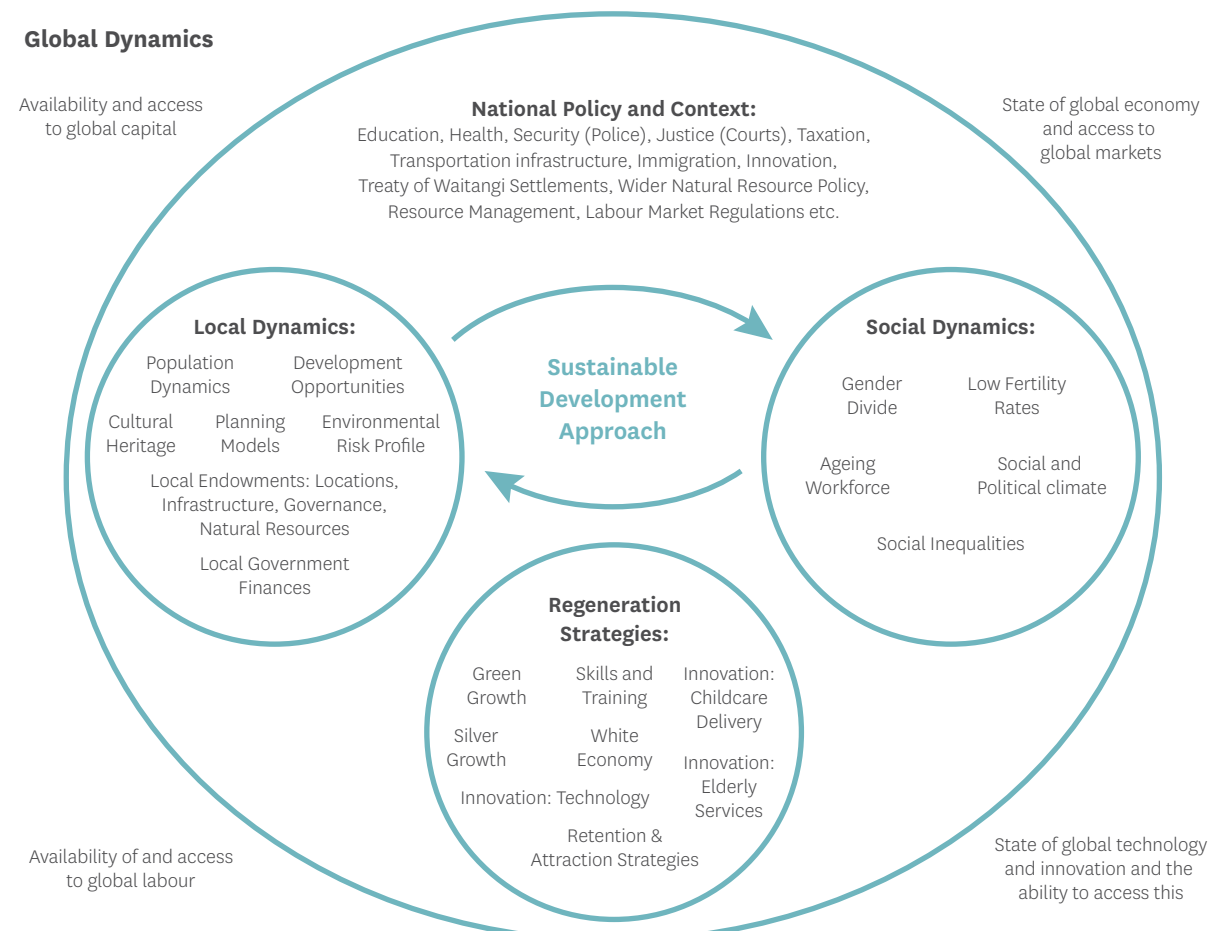 Global Dynamics
Availability and access
to global capital
National Policy and Context:
Education, Health, Security (Police), Justice (Courts), Taxation,
Transportation infrastructure, Immigration, Innovation,
Treaty of Waitangi Settlements, Wider Natural Resource Policy,
Resource Management, Labour Market Regulations etc.
State of global economy
and access to
global markets
Local Dynamics:
Population
Dynamics
Development
Opportunities
Cultural
Heritage
Planning
Models
Environmental
Risk Profile
Local Endowments: Locations,
Infrastructure, Governance,
Natural Resources
Local Government
Finances
Sustainable
Development
Approach
Social Dynamics:
Gender
Divide
Low Fertility
Rates
Ageing
Workforce
Social and
Political climate
Social Inequalities
Regeneration
Strategies:
Green
Growth
Skills and
Training
Innovation:
Childcare
Delivery
Silver
Growth
White
Economy
Innovation:
Elderly
Services
Innovation: Technology
Retention &
Attraction Strategies
Availability of and access
to global labour
State of global technology
and innovation and the
ability to access this